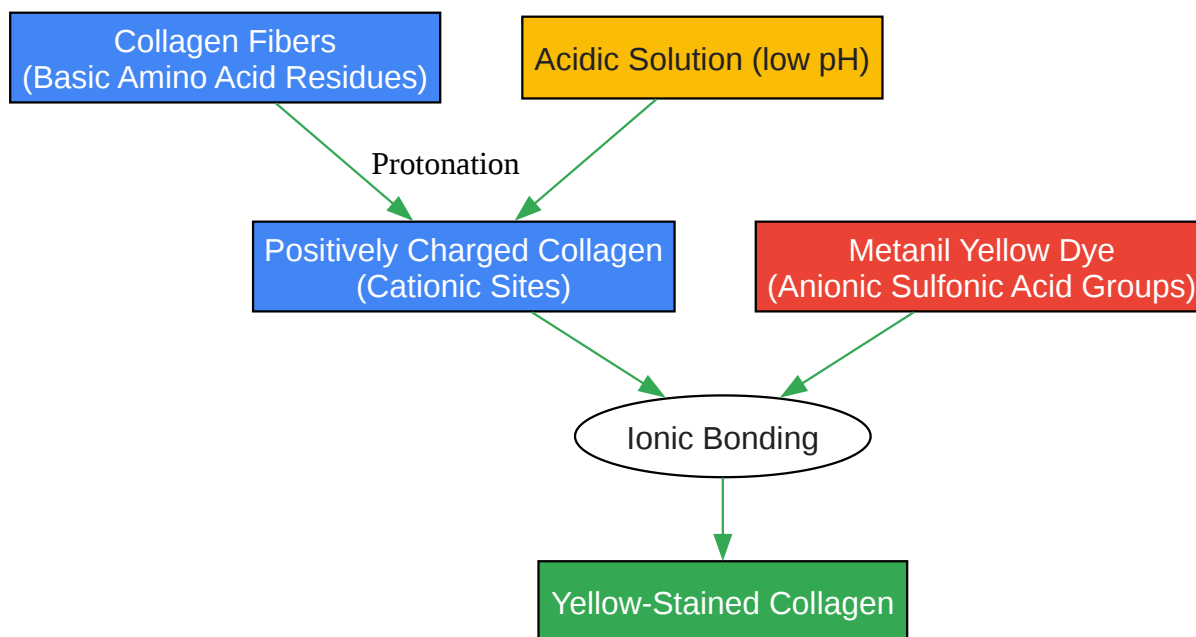 Collagen Fibers
(Basic Amino Acid Residues)
Acidic Solution (low pH)
Protonation
Positively Charged Collagen
(Cationic Sites)
Metanil Yellow Dye
(Anionic Sulfonic Acid Groups)
Ionic Bonding
Yellow-Stained Collagen